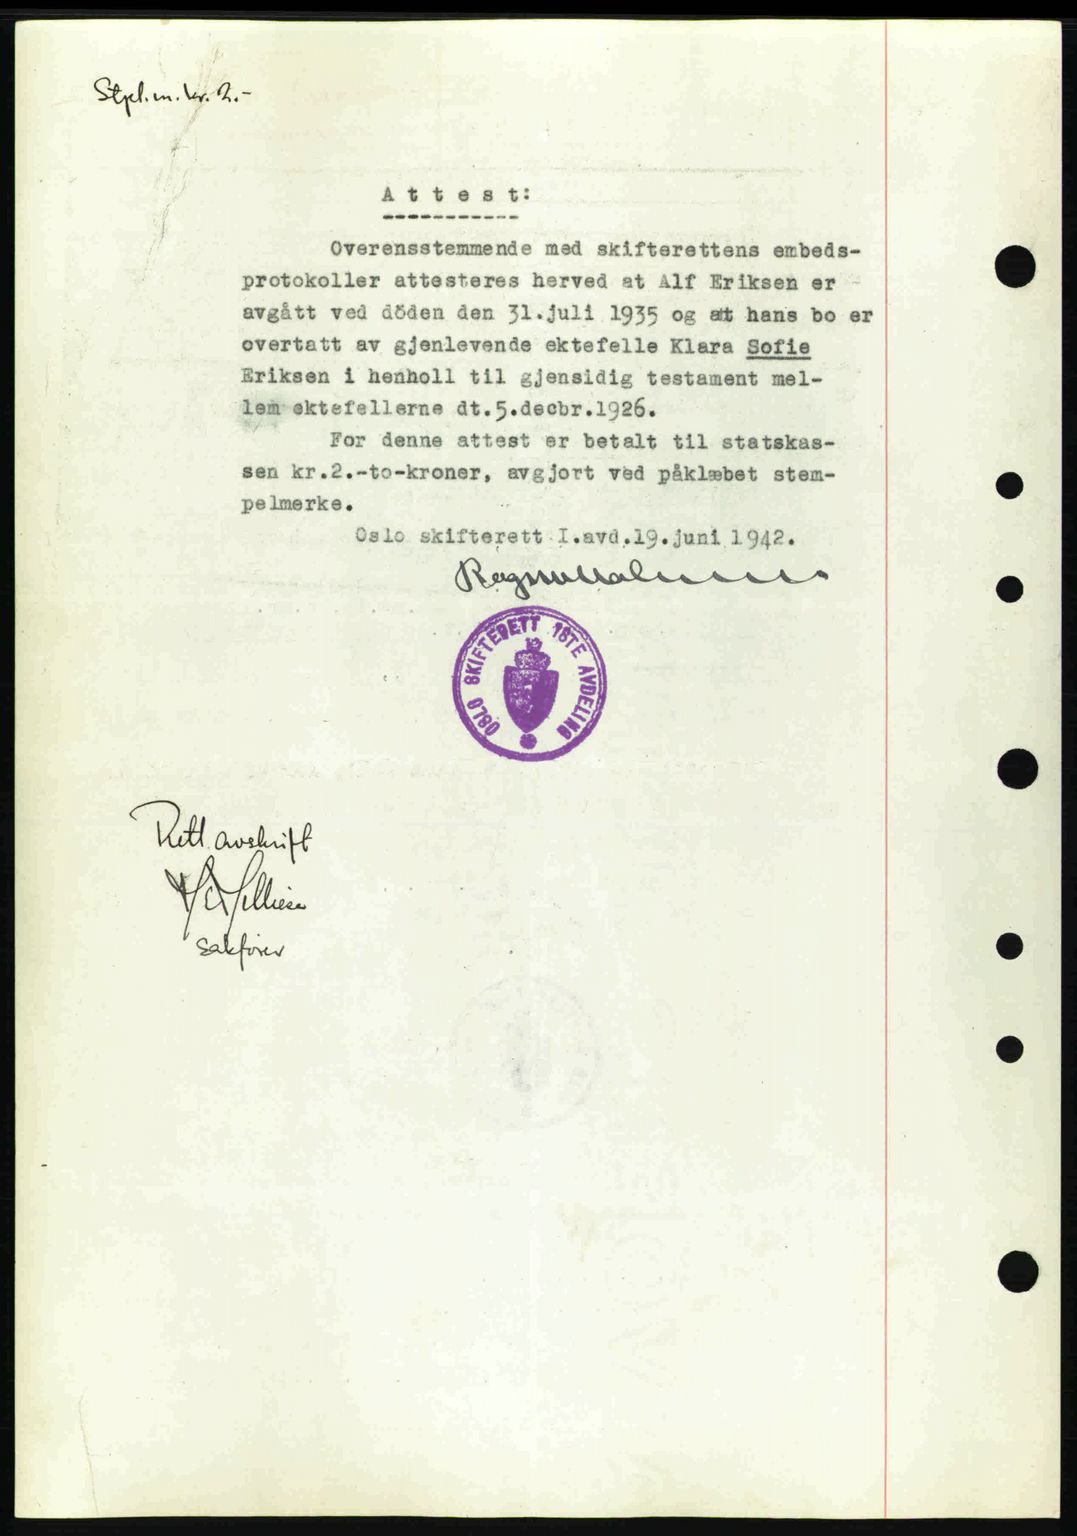 Stpl. m. kr. 2.-
Attest:
Overensstemmende med skifterettens embeds-
protokoller attesteres herved at Alf Eriksen er
avgått ved döden den 31.juli 1935 og at hans bo er
overtatt av gjenlevende ektefelle Klara Sofie
Eriksen i henholl til gjensidig testament mel-
lem ektefellerne dt.5.decbr.1926.
For denne attest er betalt til statskas-
sen kr.2.-to-kroner, avgjort ved påklæbet stem-
pelmerke.
Oslo skifterett I.avd.19.juni 1942.
OSLO SKIFTERETT 1STE AVDELING
Rett avskrift
sakfører